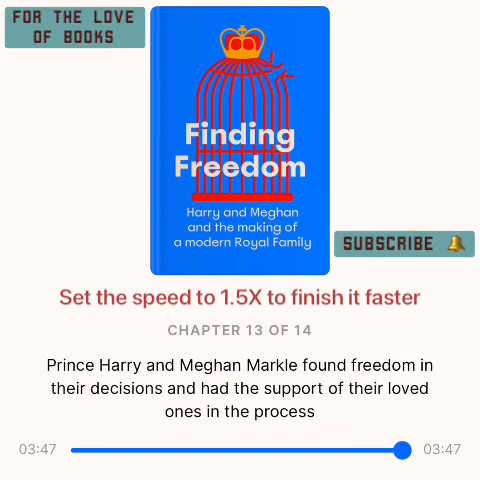 FOR THE LOVE
OF BOOKS
Finding
Freedom
Harry and Meghan
and the making of
a modern Royal Family
SUBSCRIBE 🔔
Set the speed to 1.5X to finish it faster
CHAPTER 13 OF 14
Prince Harry and Meghan Markle found freedom in
their decisions and had the support of their loved
ones in the process
03:47
03:47